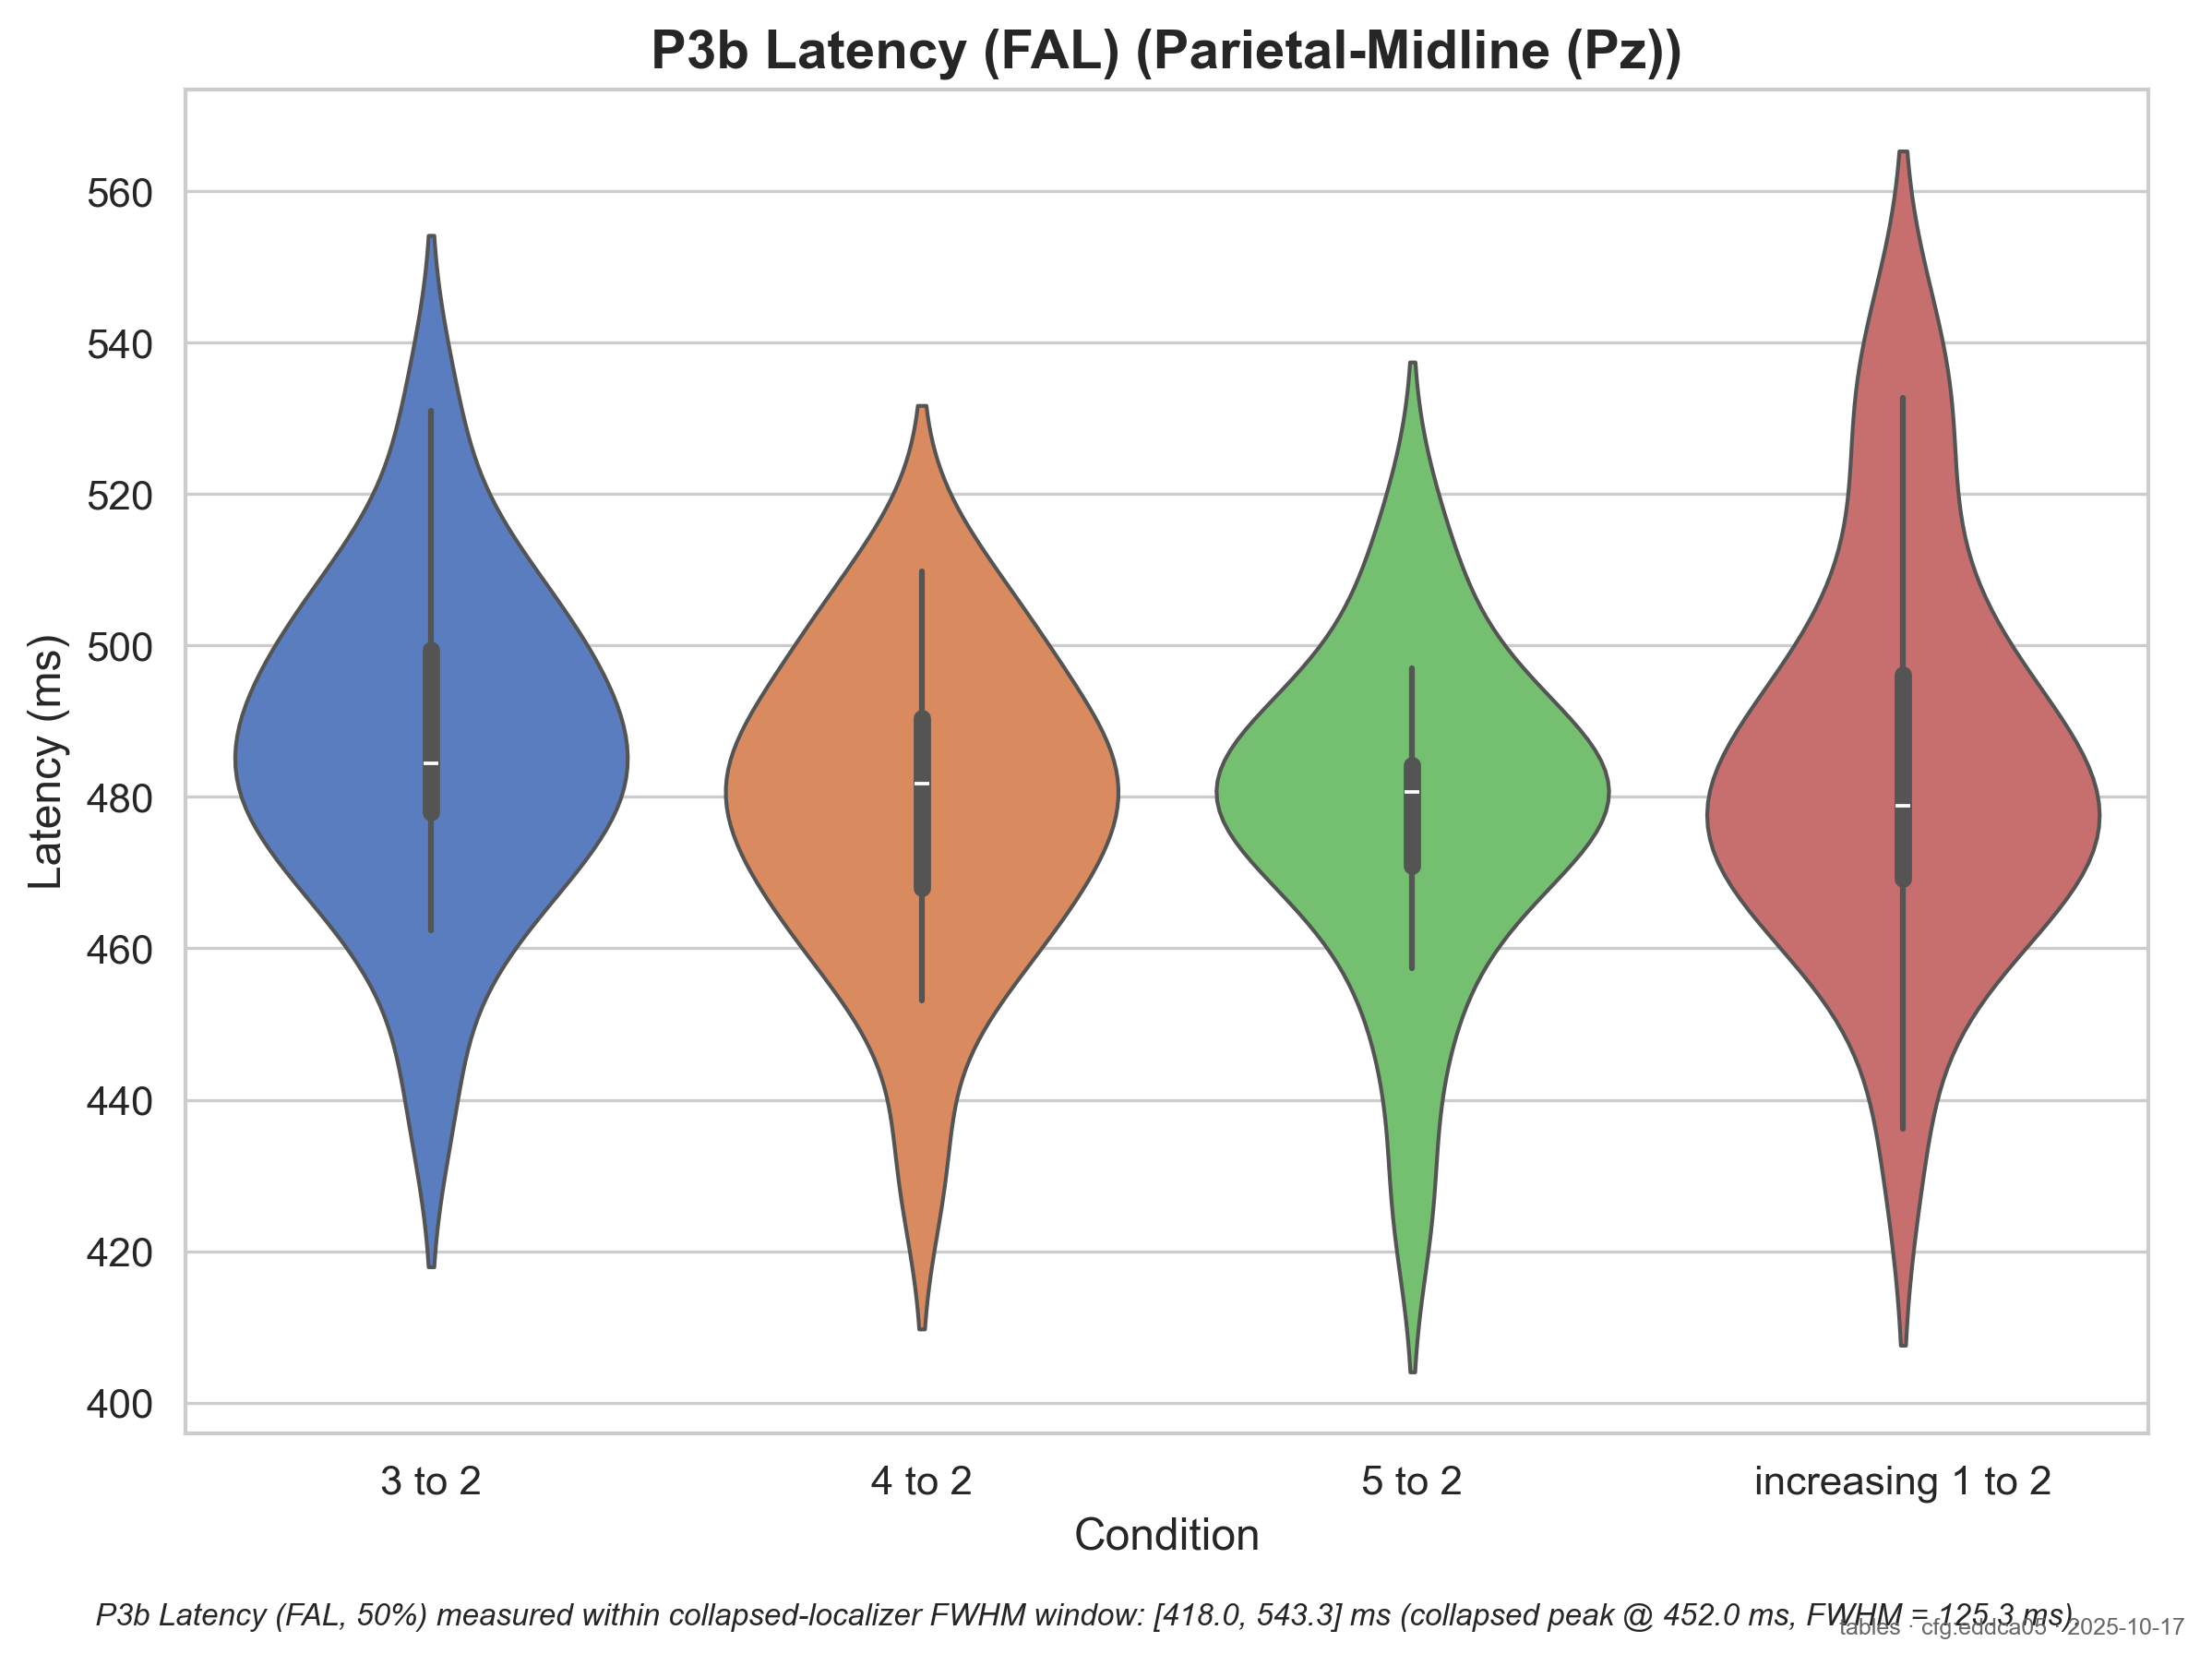 P3b Latency (FAL) (Parietal-Midline (Pz))
Latency (ms)
560
540
520
500
480
460
440
420
400
3 to 2
4 to 2
5 to 2
increasing 1 to 2
Condition
P3b Latency (FAL, 50%) measured within collapsed-localizer FWHM window: [418.0, 543.3] ms (collapsed peak @ 452.0 ms, FWHM = 125.3 ms).
tables · cfg:eddca05 · 2025-10-17